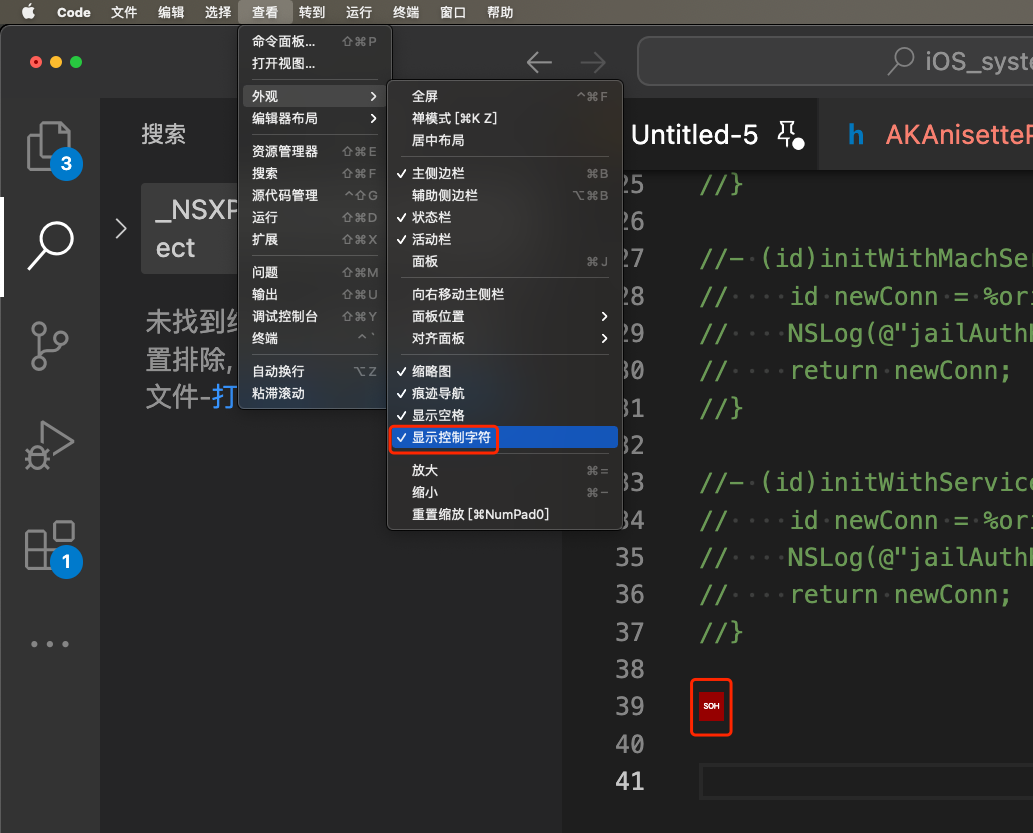 Code 文件 编辑 选择 查看 转到 运行 终端 窗口 帮助
命令面板... ⇧⌘P
打开视图...
外观
编辑器布局
资源管理器 ⇧⌘E
搜索 ⇧⌘F
源代码管理 ⌃⇧G
运行 ⇧⌘D
扩展 ⇧⌘X
问题 ⇧⌘M
输出 ⇧⌘U
调试控制台 ⇧⌘Y
终端 ⌃`
自动换行 ⌥Z
粘滞滚动
全屏 ⌃⌘F
禅模式 [⌘K Z]
居中布局
✓ 主侧边栏 ⌘B
辅助侧边栏 ⌥⌘B
✓ 状态栏
✓ 活动栏
面板 ⌘J
向右移动主侧栏
面板位置
对齐面板
✓ 缩略图
✓ 痕迹导航
✓ 显示空格
✓ 显示控制字符
放大 ⌘=
缩小 ⌘-
重置缩放 [⌘NumPad0]
3
1
搜索
_NSXP
ect
未找到
置排除,
文件-打
iOS_syste
Untitled-5
h AKAnisetteP
25 //}
26
27 //-·(id)initWithMachSer
28 //····id newConn = %ori
29 //····NSLog(@"jailAuth
30 //····return·newConn;
31 //}
32
33 //-·(id)initWithService
34 //····id newConn = %ori
35 //····NSLog(@"jailAuth
36 //····return·newConn;
37 //}
38
39 SOH
40
41